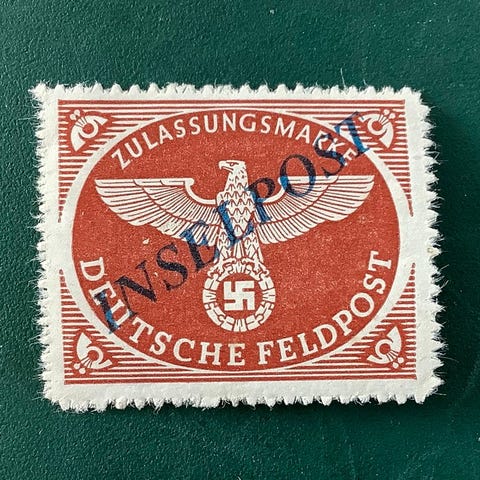 ZULASSUNGSMARKE
INSELPOST
DEUTSCHE FELDPOST